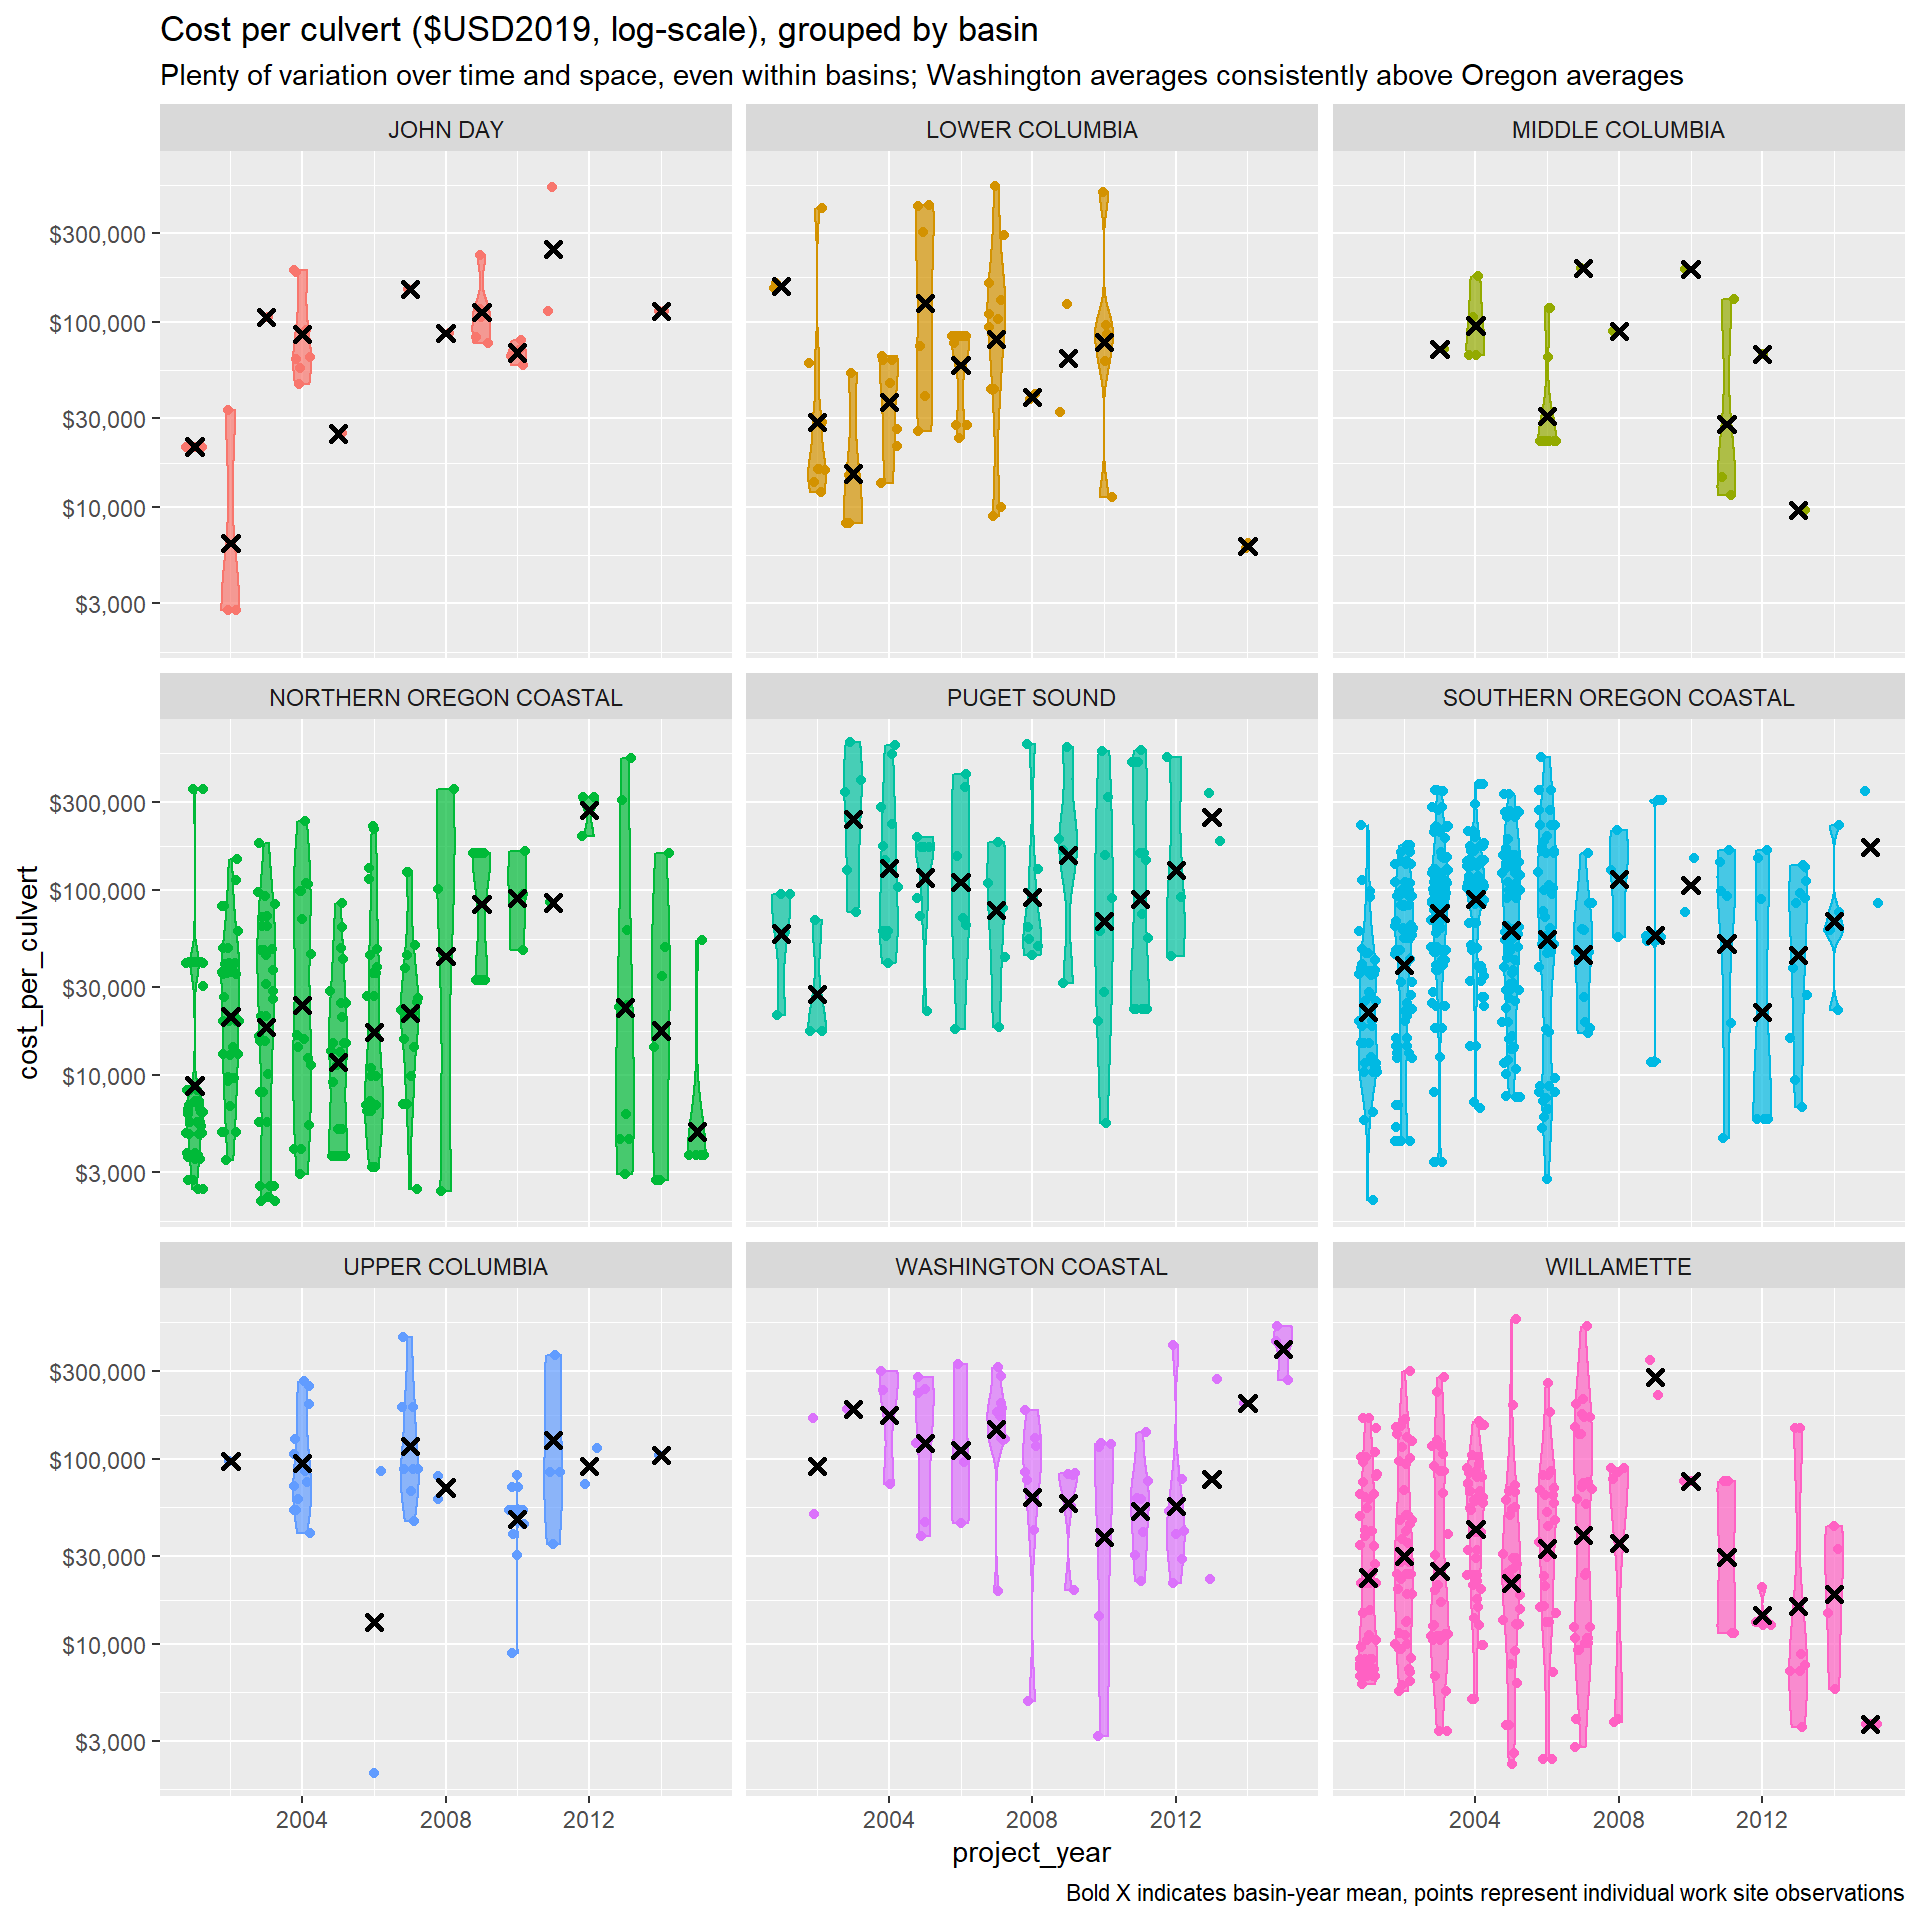 Cost per culvert ($USD2019, log-scale), grouped by basin
Plenty of variation over time and space, even within basins; Washington averages consistently above Oregon averages
JOHN DAY
LOWER COLUMBIA
MIDDLE COLUMBIA
$300,000
$100,000
$30,000
$10,000
$3,000
NORTHERN OREGON COASTAL
PUGET SOUND
SOUTHERN OREGON COASTAL
$300,000
$100,000
$30,000
$10,000
$3,000
cost_per_culvert
UPPER COLUMBIA
WASHINGTON COASTAL
WILLAMETTE
$300,000
$100,000
$30,000
$10,000
$3,000
2004 2008 2012
2004 2008 2012
2004 2008 2012
project_year
Bold X indicates basin-year mean, points represent individual work site observations